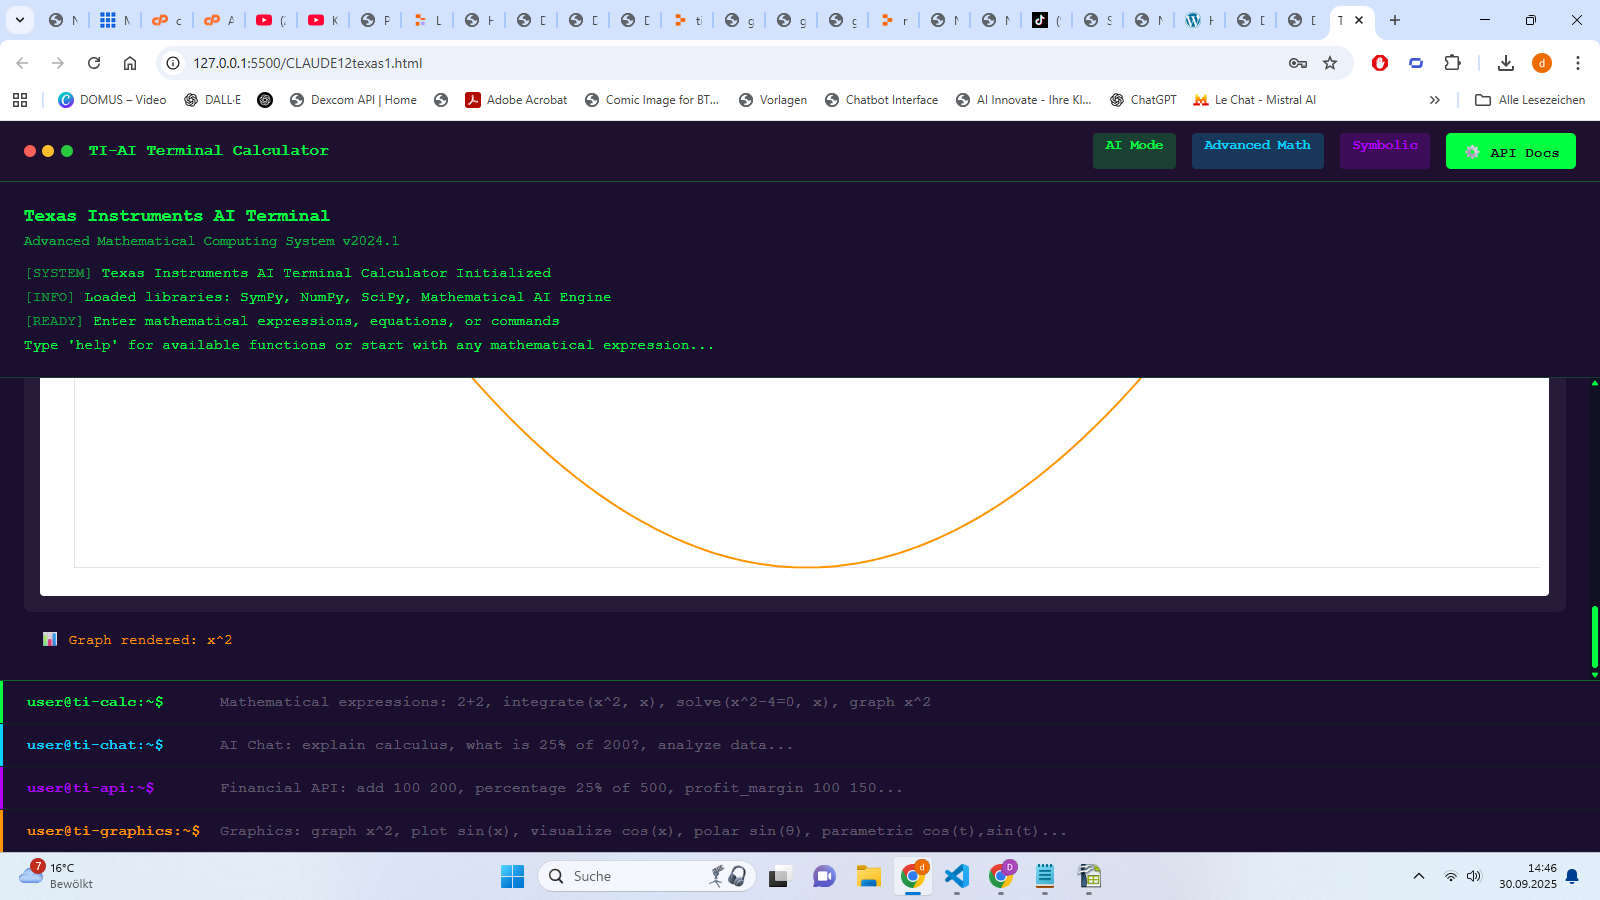 127.0.0.1:5500/CLAUDE12texas1.html
DOMUS – Video
DALL·E
Dexcom API | Home
Adobe Acrobat
Comic Image for BT...
Vorlagen
Chatbot Interface
AI Innovate - Ihre KI...
ChatGPT
Le Chat - Mistral AI
Alle Lesezeichen
TI-AI Terminal Calculator
AI Mode
Advanced Math
Symbolic
API Docs
Texas Instruments AI Terminal
Advanced Mathematical Computing System v2024.1
[SYSTEM] Texas Instruments AI Terminal Calculator Initialized
[INFO] Loaded libraries: SymPy, NumPy, SciPy, Mathematical AI Engine
[READY] Enter mathematical expressions, equations, or commands
Type 'help' for available functions or start with any mathematical expression...
Graph rendered: x^2
user@ti-calc:~$ Mathematical expressions: 2+2, integrate(x^2, x), solve(x^2-4=0, x), graph x^2
user@ti-chat:~$ AI Chat: explain calculus, what is 25% of 200?, analyze data...
user@ti-api:~$ Financial API: add 100 200, percentage 25% of 500, profit_margin 100 150...
user@ti-graphics:~$ Graphics: graph x^2, plot sin(x), visualize cos(x), polar sin(θ), parametric cos(t),sin(t)...
7
16°C
Bewölkt
Suche
14:46
30.09.2025